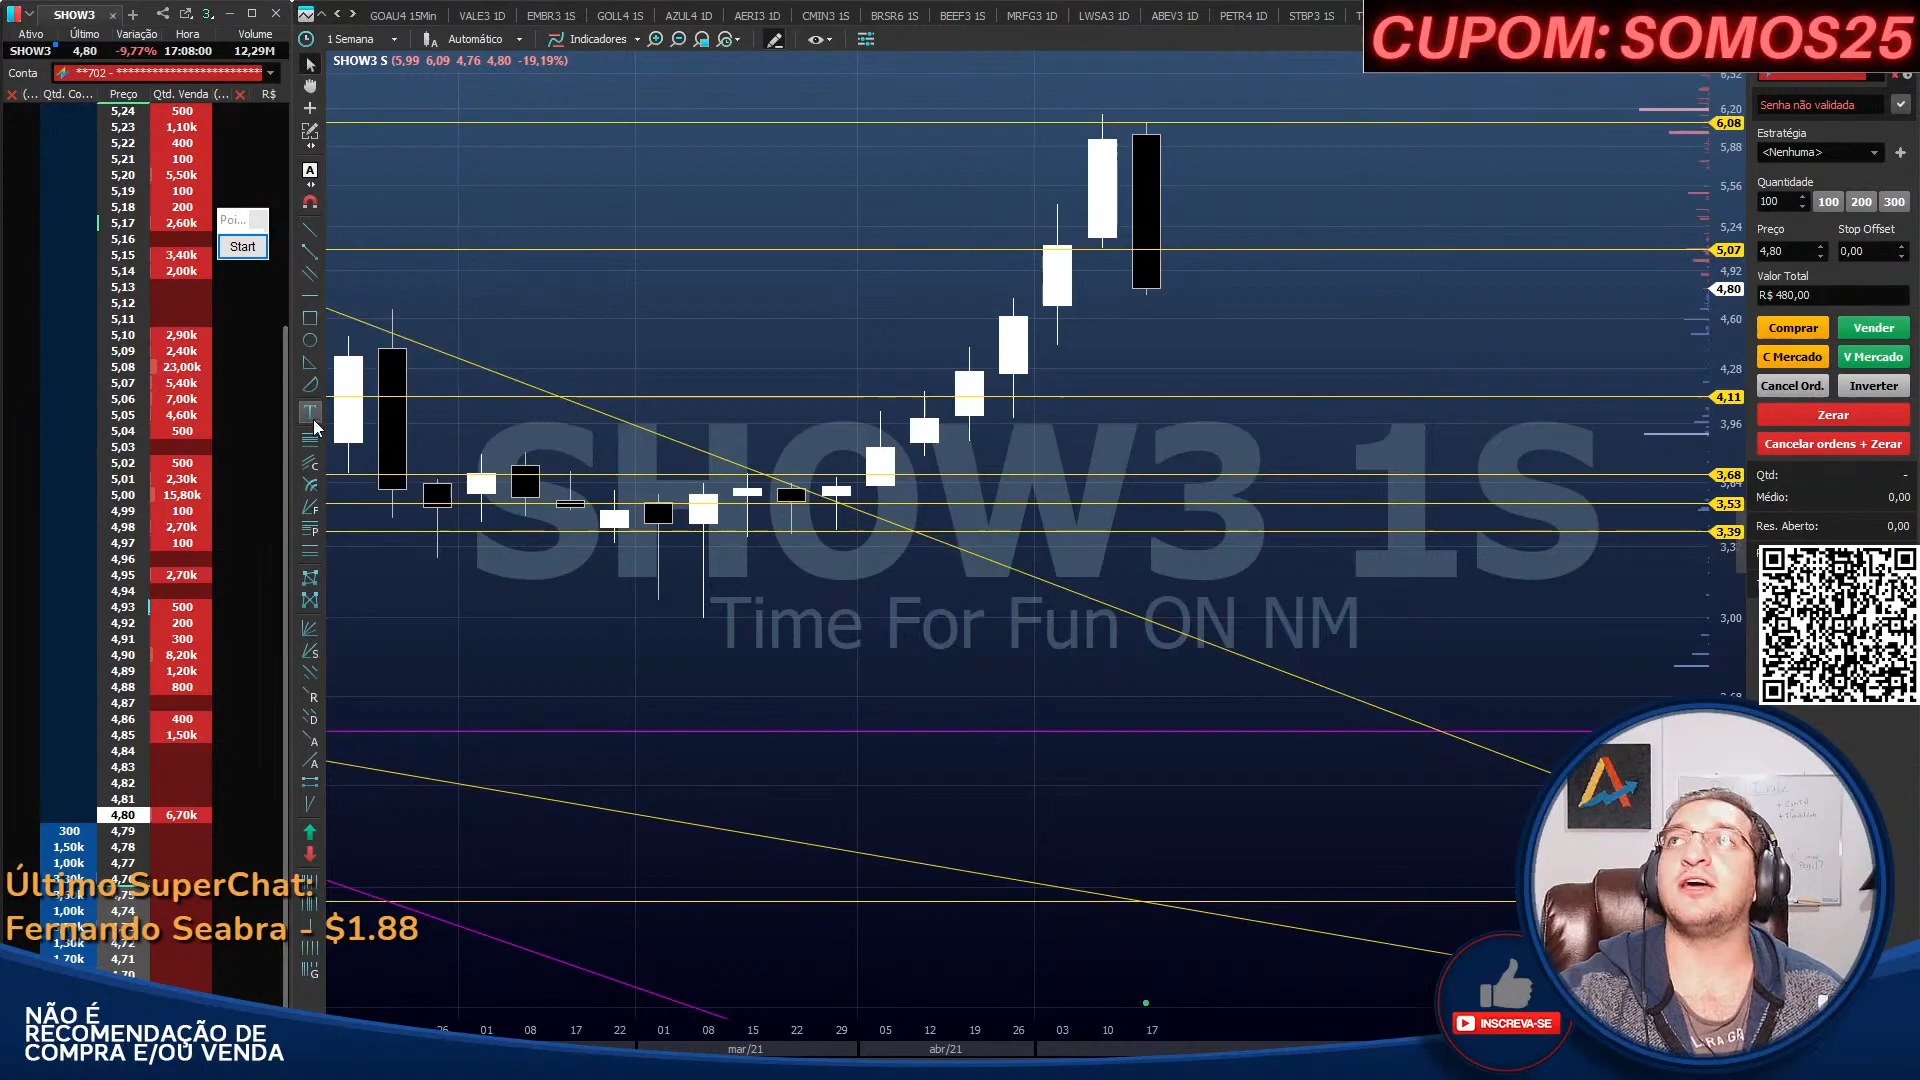 SHOW3
3
GOAU4 15Min
VALE3 1D
EMBR3 1S
GOLL4 1S
AZUL4 1D
AERI3 1D
CMIN3 1S
BRSR6 1S
BEEF3 1S
MRFG3 1D
LWSA3 1D
ABEV3 1D
PETR4 1D
STBP3 1S
CUPOM: SOMOS25
Ativo Último Variação Hora Volume
SHOW3 4,80 -9,77% 17:08:00 12,29M
1 Semana
Automático
Indicadores
Conta **702 - **************************
SHOW3 S (5,99 6,09 4,76 4,80 -19,19%)
(... Qtd. Co... Preço Qtd. Venda (... R$
5,24 500
5,23 1,10k
5,22 400
5,21 100
5,20 5,50k
5,19 100
5,18 200
5,17 2,60k
5,16
5,15 3,40k
5,14 2,00k
5,13
5,12
5,11
5,10 2,90k
5,09 2,40k
5,08 23,00k
5,07 5,40k
5,06 7,00k
5,05 4,60k
5,04 500
5,03
5,02 500
5,01 2,30k
5,00 15,80k
4,99 100
4,98 2,70k
4,97 100
4,96
4,95 2,70k
4,94
4,93 500
4,92 200
4,91 300
4,90 8,20k
4,89 1,20k
4,88 800
4,87
4,86 400
4,85 1,50k
4,84
4,83
4,82
4,81
4,80 6,70k
300 4,79
1,50k 4,78
1,00k 4,77
1,00k 4,74
4,72
4,71
Poi...
Start
SHOW3 1S
Time For Fun ON NM
6,20
6,08
5,88
5,56
5,24
5,07
4,92
4,80
4,60
4,28
4,11
3,96
3,68
3,53
3,39
3,00
Senha não validada
Estratégia
<Nenhuma>
Quantidade
100 100 200 300
Preço Stop Offset
4,80 0,00
Valor Total
R$ 480,00
Comprar Vender
C Mercado V Mercado
Cancel Ord. Inverter
Zerar
Cancelar ordens + Zerar
Qtd: -
Médio: 0,00
Res. Aberto: 0,00
Último SuperChat:
Fernando Seabra - $1.88
NÃO É
RECOMENDAÇÃO DE
COMPRA E/OU VENDA
26 01 08 17 22 01 08 15 22 29 05 12 19 26 03 10 17
mar/21 abr/21
INSCREVA-SE